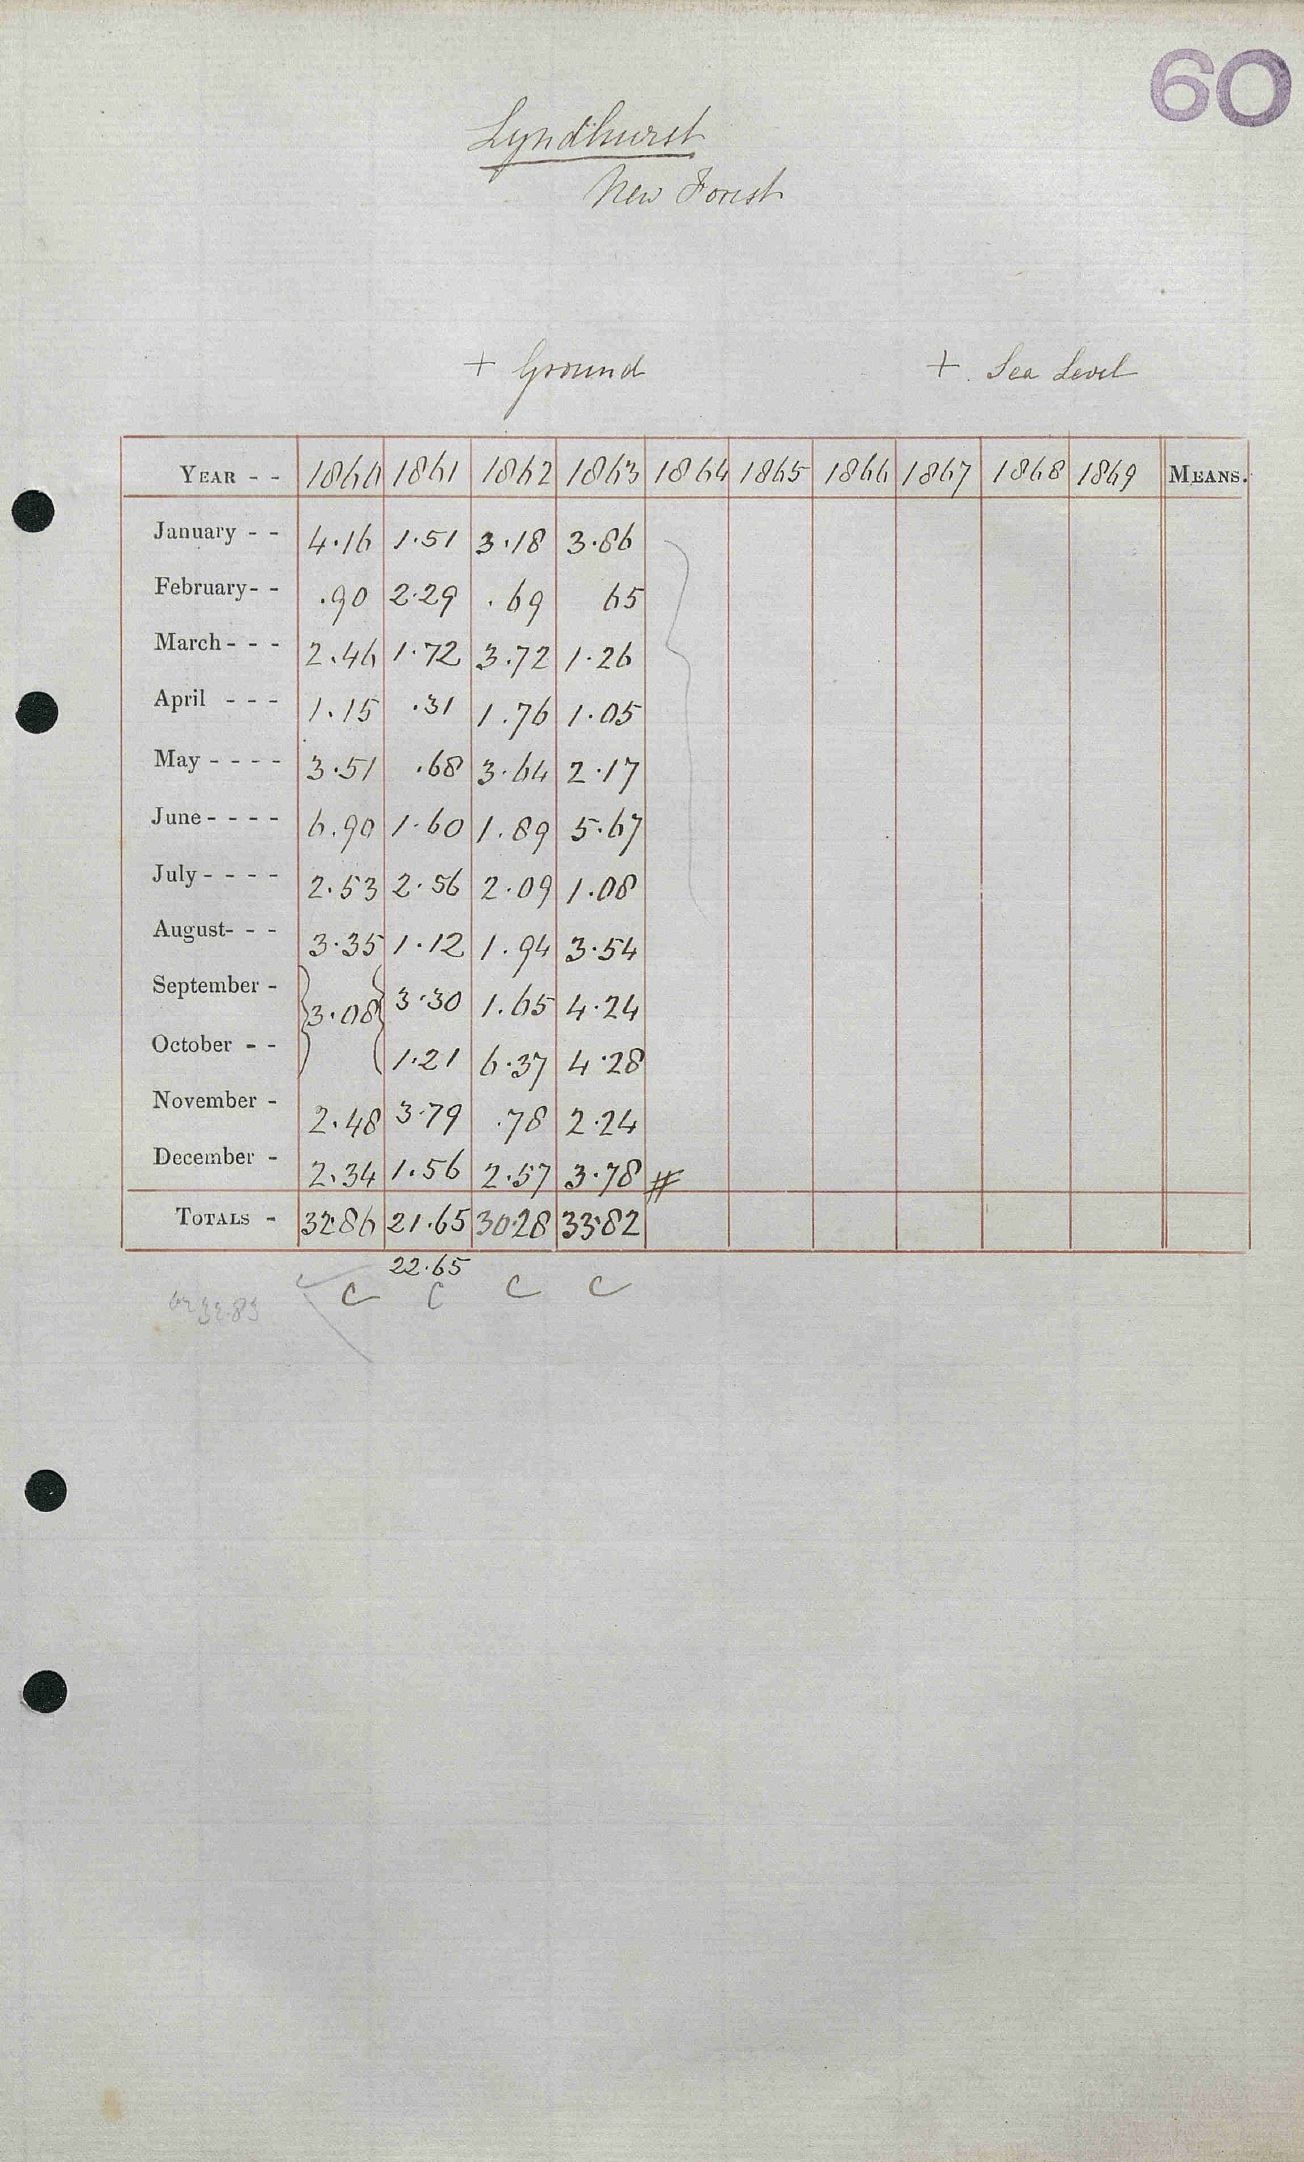 60
Lyndhurst
New Forest
+ Ground + Sea Level
YEAR - - 1860 1861 1862 1863 1864 1865 1866 1867 1868 1869 MEANS.
January - - 4.16 1.51 3.18 3.86
February - - .90 2.29 .69 65
March - - - 2.46 1.72 3.72 1.26
April - - - 1.15 .31 1.76 1.05
May - - - - 3.51 .68 3.64 2.17
June - - - - 6.90 1.60 1.89 5.67
July - - - - 2.53 2.56 2.09 1.08
August - - - 3.35 1.12 1.94 3.54
September - 3.08 3.30 1.65 4.24
October - - 1.21 6.37 4.28
November - 2.48 3.79 .78 2.24
December - 2.34 1.56 2.57 3.78 #
TOTALS - 32.86 21.65 30.28 33.82
22.65
C C C C
32.83